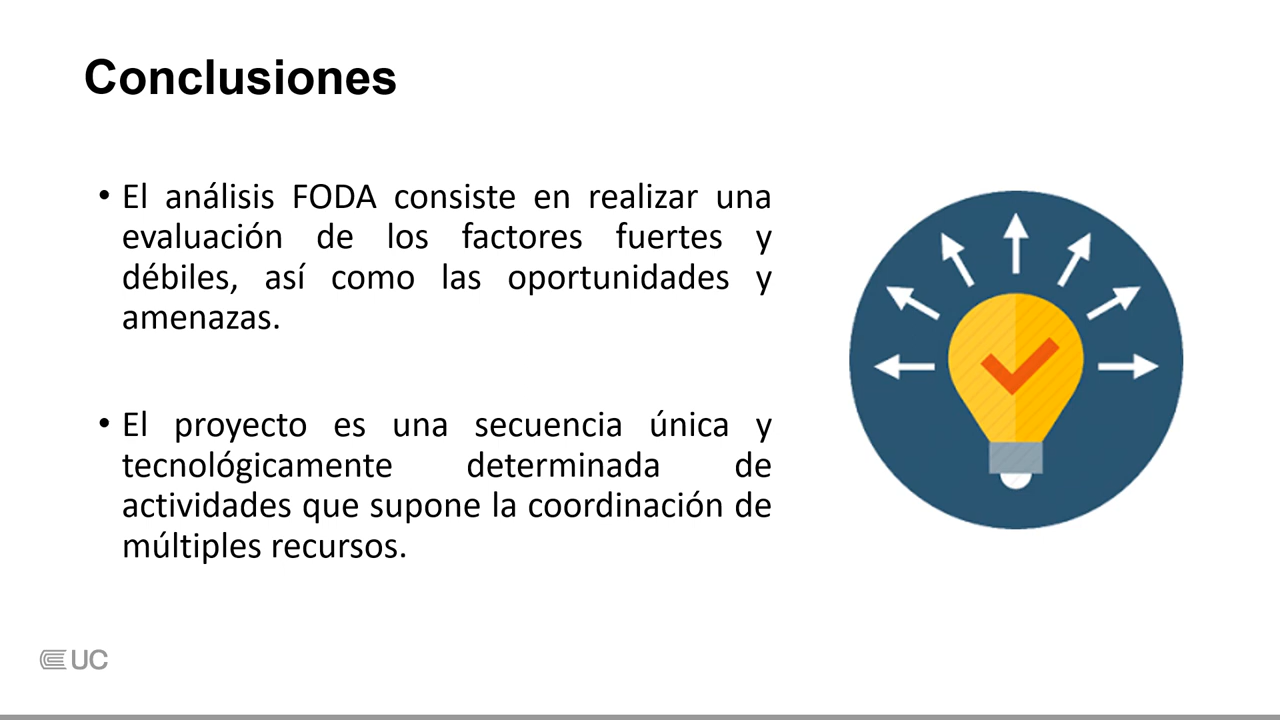 Conclusiones
• El análisis FODA consiste en realizar una
evaluación de los factores fuertes y
débiles, así como las oportunidades y
amenazas.
• El proyecto es una secuencia única y
tecnológicamente determinada de
actividades que supone la coordinación de
múltiples recursos.
UC